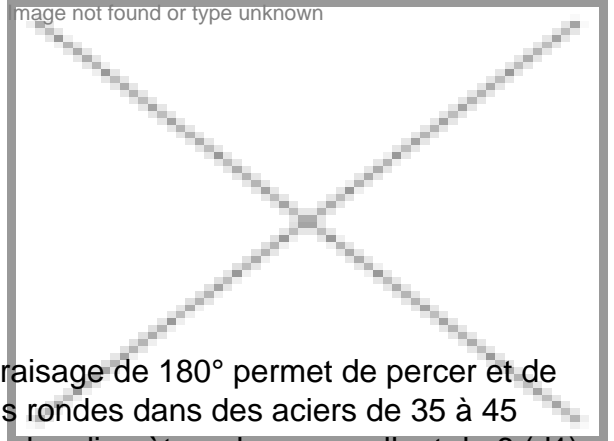 Image not found or type unknown
raisage de 180° permet de percer et de
s rondes dans des aciers de 35 à 45